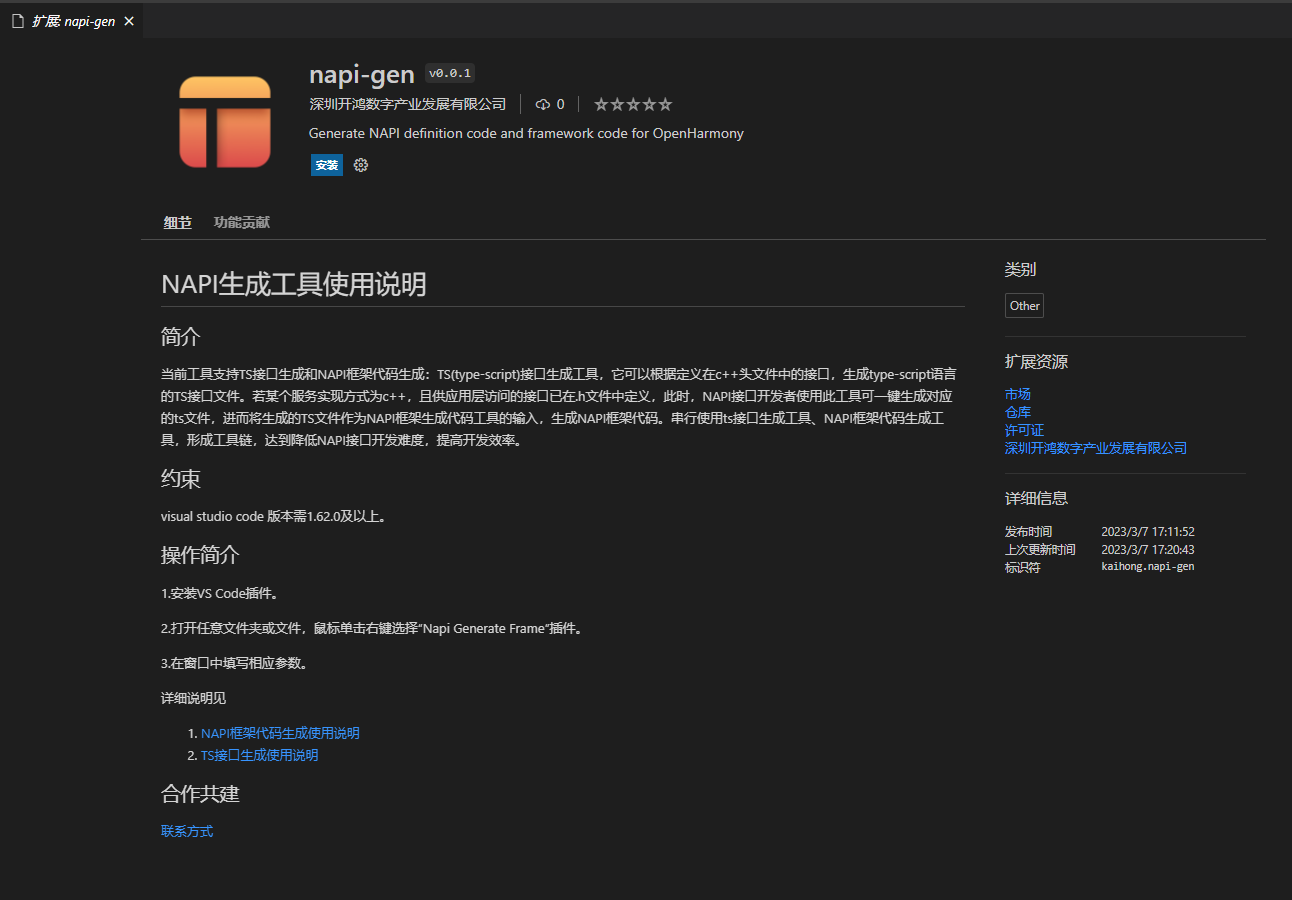 扩展: napi-gen
napi-gen v0.0.1
深圳开鸿数字产业发展有限公司 0
Generate NAPI definition code and framework code for OpenHarmony
安装
细节 功能贡献
NAPI生成工具使用说明
简介
当前工具支持TS接口生成和NAPI框架代码生成：TS(type-script)接口生成工具，它可以根据定义在c++头文件中的接口，生成type-script语言
的TS接口文件。若某个服务实现方式为c++，且供应用层访问的接口已在.h文件中定义，此时，NAPI接口开发者使用此工具可一键生成对应
的ts文件，进而将生成的TS文件作为NAPI框架生成代码工具的输入，生成NAPI框架代码。串行使用ts接口生成工具、NAPI框架代码生成工
具，形成工具链，达到降低NAPI接口开发难度，提高开发效率。
约束
visual studio code 版本需1.62.0及以上。
操作简介
1.安装VS Code插件。
2.打开任意文件夹或文件，鼠标单击右键选择“Napi Generate Frame”插件。
3.在窗口中填写相应参数。
详细说明见
1. NAPI框架代码生成使用说明
2. TS接口生成使用说明
合作共建
联系方式
类别
Other
扩展资源
市场
仓库
许可证
深圳开鸿数字产业发展有限公司
详细信息
发布时间 2023/3/7 17:11:52
上次更新时间 2023/3/7 17:20:43
标识符 kaihong.napi-gen